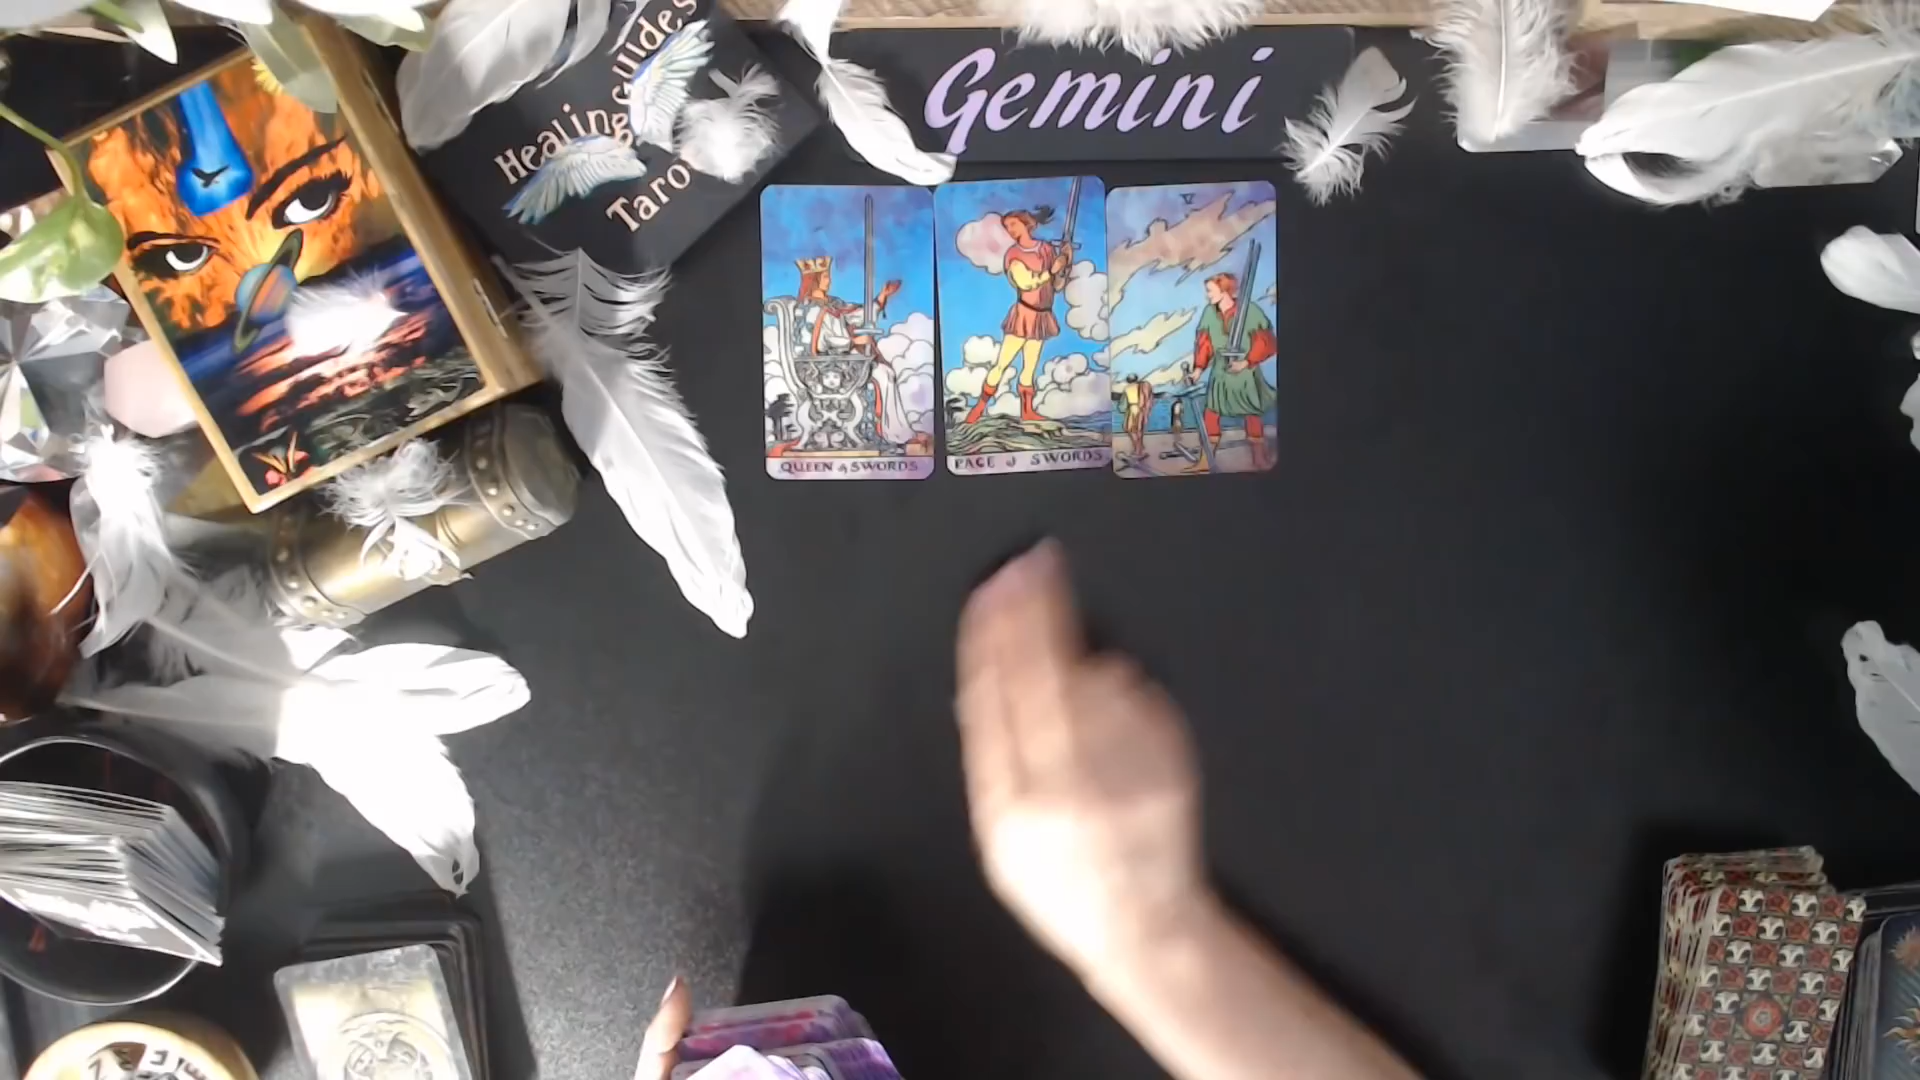 Healing
Guides
Tarot
Gemini
V
QUEEN of SWORDS
PAGE of SWORDS